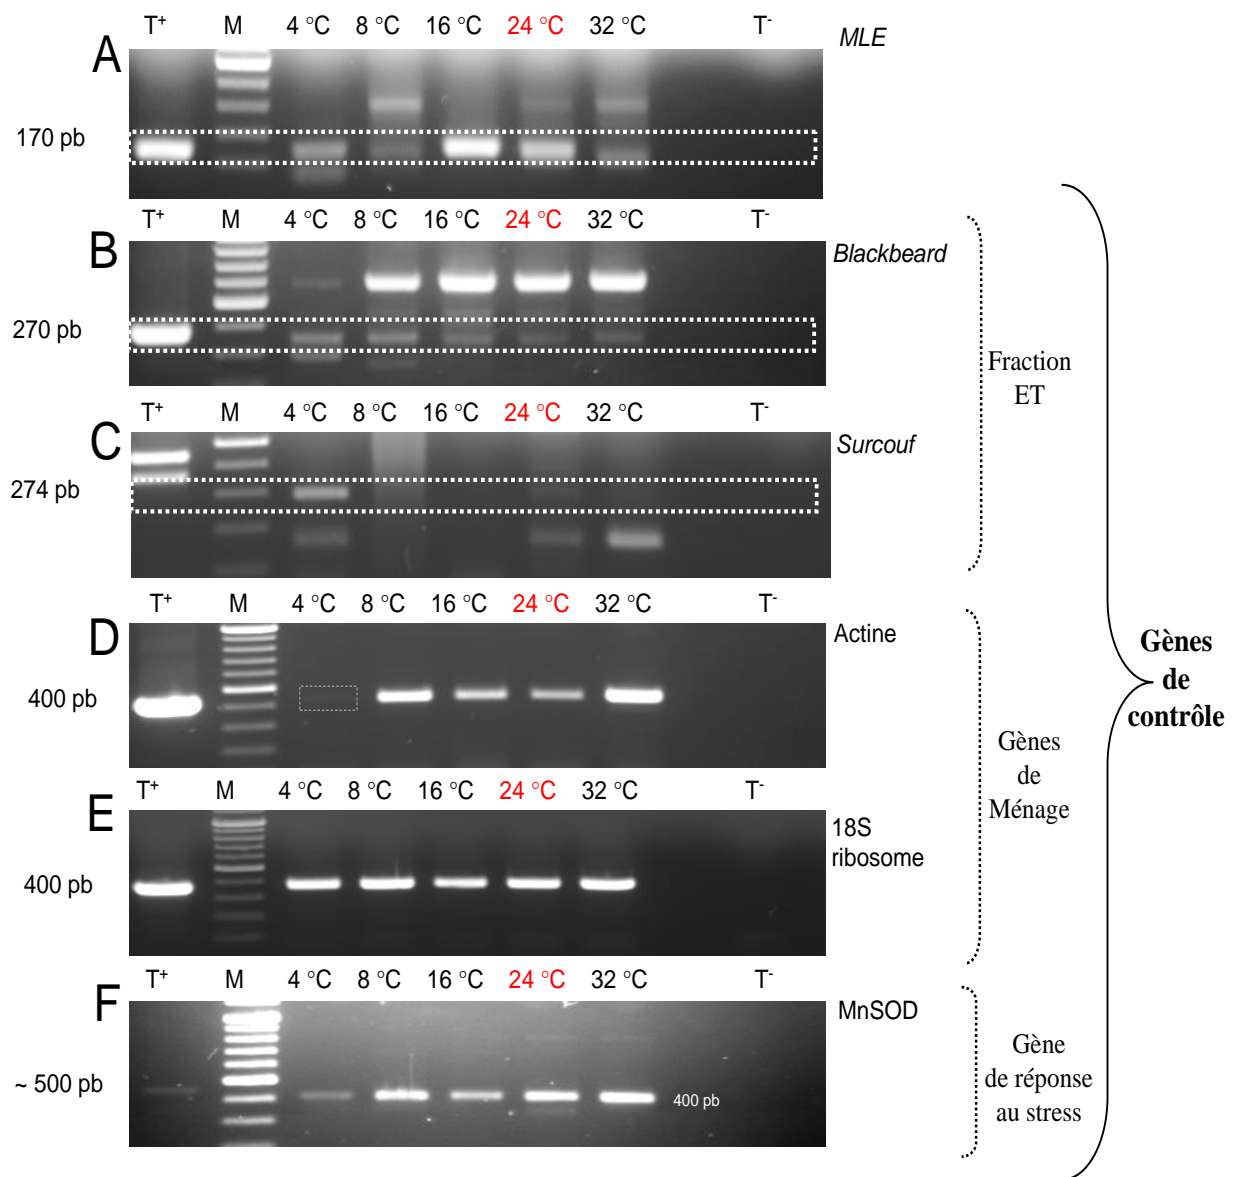 T+ M 4 °C 8 °C 16 °C 24 °C 32 °C T-
A
MLE
170 pb
T+ M 4 °C 8 °C 16 °C 24 °C 32 °C T-
B
Blackbeard
270 pb
T+ M 4 °C 8 °C 16 °C 24 °C 32 °C T-
C
Surcouf
274 pb
Fraction
ET
T+ M 4 °C 8 °C 16 °C 24 °C 32 °C T-
D
Actine
400 pb
T+ M 4 °C 8 °C 16 °C 24 °C 32 °C T-
E
18S
ribosome
400 pb
Gènes
de
Ménage
T+ M 4 °C 8 °C 16 °C 24 °C 32 °C T-
F
MnSOD
~ 500 pb
400 pb
Gène
de réponse
au stress
Gènes
de
contrôle